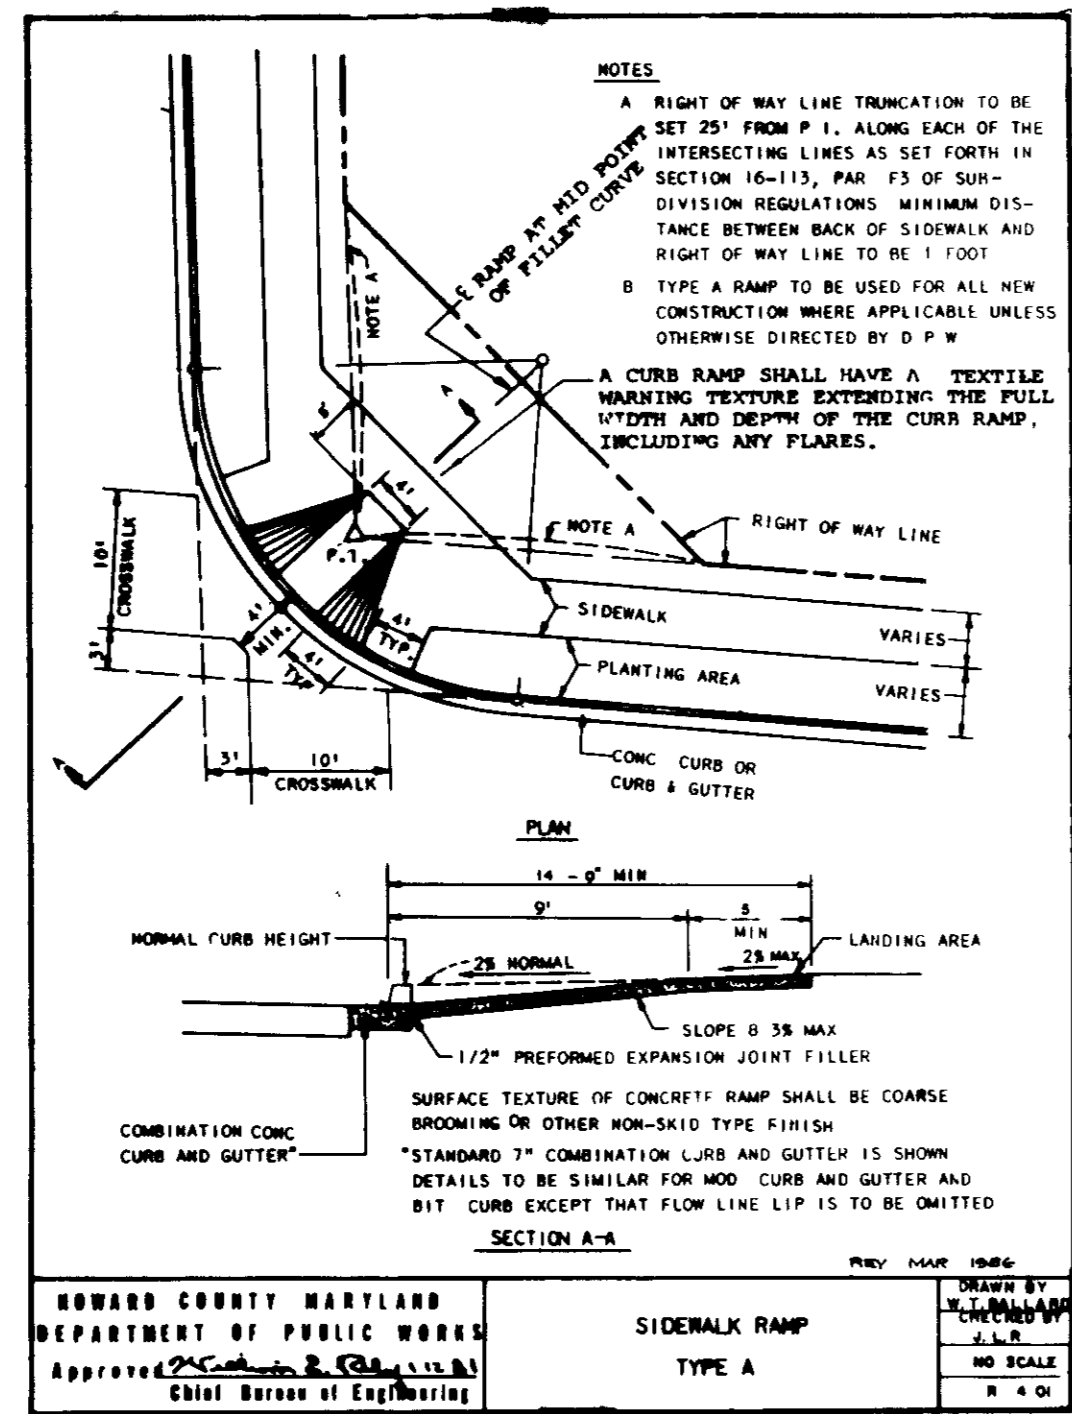 NOTES
A RIGHT OF WAY LINE TRUNCATION TO BE
SET 25' FROM P I. ALONG EACH OF THE
INTERSECTING LINES AS SET FORTH IN
SECTION 16-113, PAR F3 OF SUB-
DIVISION REGULATIONS MINIMUM DIS-
TANCE BETWEEN BACK OF SIDEWALK AND
RIGHT OF WAY LINE TO BE 1 FOOT
B TYPE A RAMP TO BE USED FOR ALL NEW
CONSTRUCTION WHERE APPLICABLE UNLESS
OTHERWISE DIRECTED BY D P W
A CURB RAMP SHALL HAVE A TEXTILE
WARNING TEXTURE EXTENDING THE FULL
WIDTH AND DEPTH OF THE CURB RAMP,
INCLUDING ANY FLARES.
℄ RAMP AT MID POINT
OF FILLET CURVE
NOTE A
A
4'
P.I.
NOTE A
RIGHT OF WAY LINE
10'
CROSSWALK
3'
4'
MIN.
4'
TYP
4'
TYP.
SIDEWALK
PLANTING AREA
VARIES
VARIES
A
3'
10'
CROSSWALK
CONC CURB OR
CURB & GUTTER
PLAN
14 - 0" MIN
9'
5
MIN
NORMAL CURB HEIGHT
2% NORMAL
2% MAX
LANDING AREA
SLOPE 8 3% MAX
1/2" PREFORMED EXPANSION JOINT FILLER
COMBINATION CONC
CURB AND GUTTER*
SURFACE TEXTURE OF CONCRETE RAMP SHALL BE COARSE
BROOMING OR OTHER NON-SKID TYPE FINISH
*STANDARD 7" COMBINATION CURB AND GUTTER IS SHOWN
DETAILS TO BE SIMILAR FOR MOD CURB AND GUTTER AND
BIT CURB EXCEPT THAT FLOW LINE LIP IS TO BE OMITTED
SECTION A-A
REV MAR 1986
HOWARD COUNTY MARYLAND
DEPARTMENT OF PUBLIC WORKS
Approved
Chief Bureau of Engineering
SIDEWALK RAMP
TYPE A
DRAWN BY
W. T. BALLARD
CHECKED BY
J. L. R
NO SCALE
R 4 01